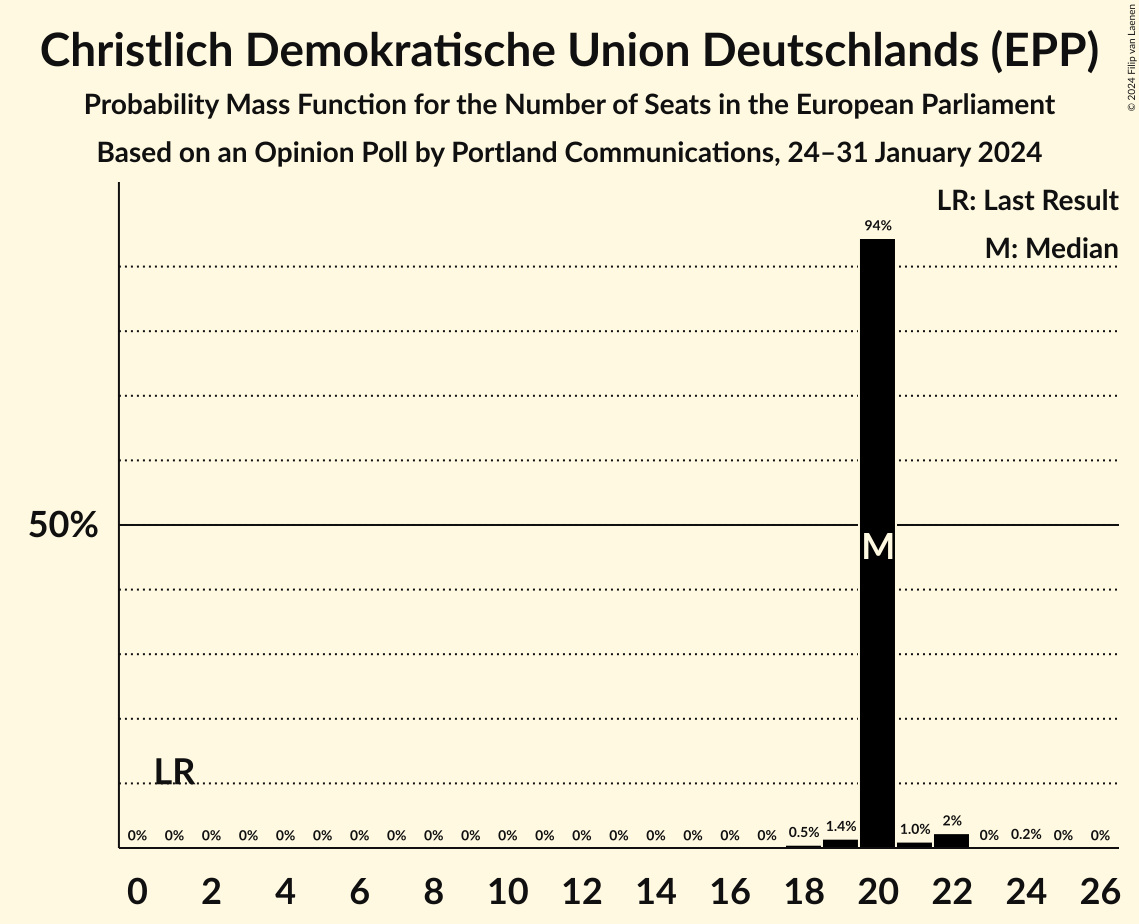 Christlich Demokratische Union Deutschlands (EPP)
Probability Mass Function for the Number of Seats in the European Parliament
Based on an Opinion Poll by Portland Communications, 24–31 January 2024
© 2024 Filip van Laenen
LR: Last Result
M: Median
94%
50%
M
LR
0% 0% 0% 0% 0% 0% 0% 0% 0% 0% 0% 0% 0% 0% 0% 0% 0% 0% 0.5% 1.4% 1.0% 2% 0% 0.2% 0% 0%
0 2 4 6 8 10 12 14 16 18 20 22 24 26